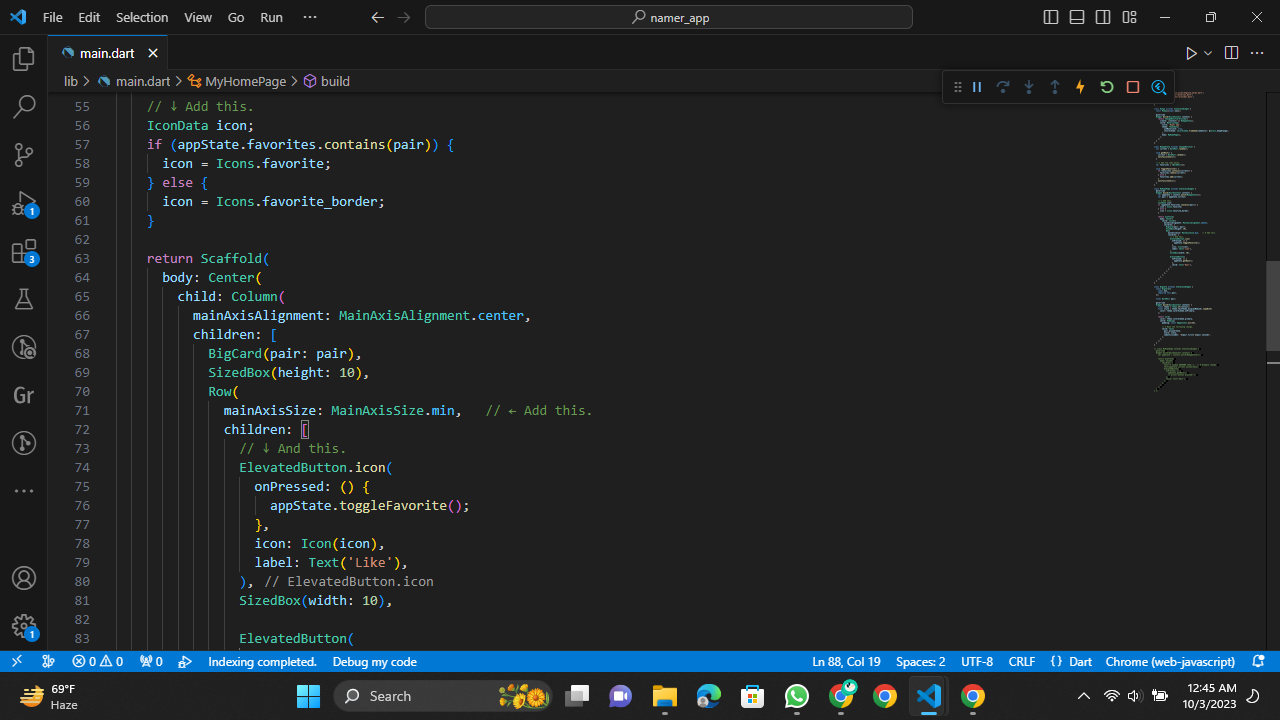 File Edit Selection View Go Run ···
namer_app
main.dart
lib > main.dart > MyHomePage > build
55 // ↓ Add this.
56 IconData icon;
57 if (appState.favorites.contains(pair)) {
58 icon = Icons.favorite;
59 } else {
60 icon = Icons.favorite_border;
61 }
62
63 return Scaffold(
64 body: Center(
65 child: Column(
66 mainAxisAlignment: MainAxisAlignment.center,
67 children: [
68 BigCard(pair: pair),
69 SizedBox(height: 10),
70 Row(
71 mainAxisSize: MainAxisSize.min, // ← Add this.
72 children: [
73 // ↓ And this.
74 ElevatedButton.icon(
75 onPressed: () {
76 appState.toggleFavorite();
77 },
78 icon: Icon(icon),
79 label: Text('Like'),
80 ), // ElevatedButton.icon
81 SizedBox(width: 10),
82
83 ElevatedButton(
1
3
Gr
1
0 0 0 Indexing completed. Debug my code Ln 88, Col 19 Spaces: 2 UTF-8 CRLF {} Dart Chrome (web-javascript)
69°F
Haze
Search
12:45 AM
10/3/2023